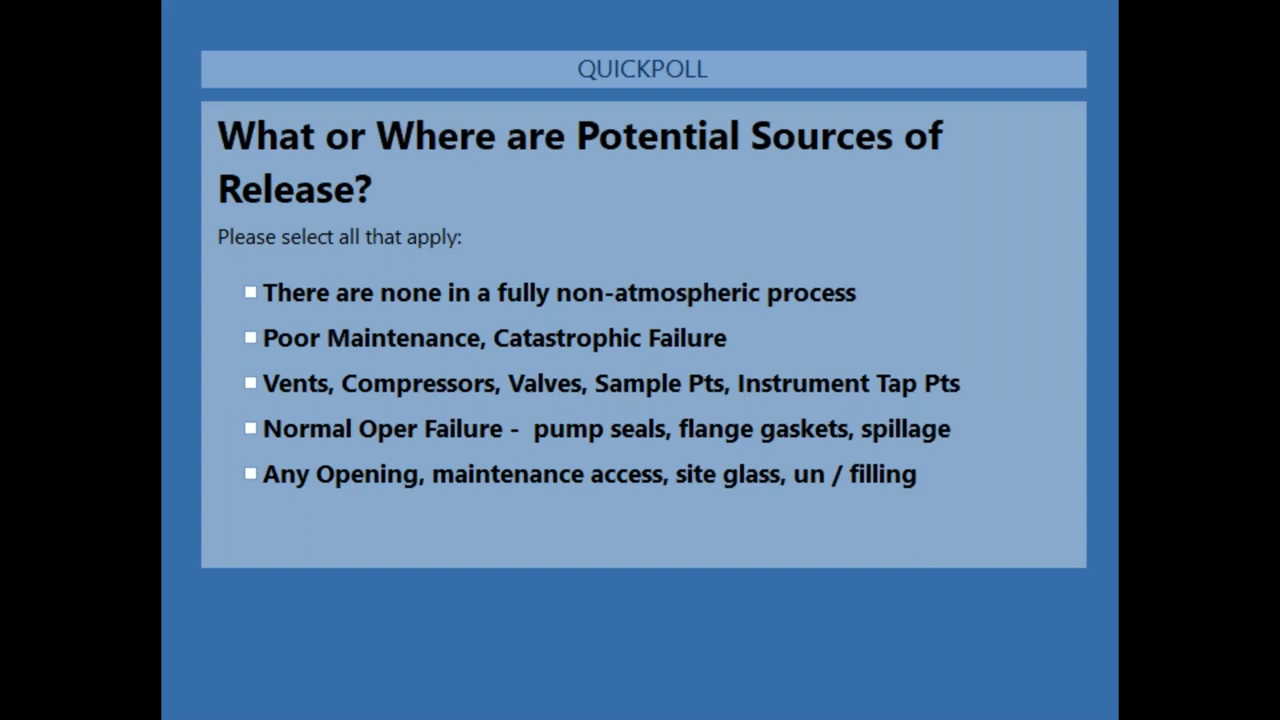 QUICKPOLL
What or Where are Potential Sources of
Release?
Please select all that apply:
There are none in a fully non-atmospheric process
Poor Maintenance, Catastrophic Failure
Vents, Compressors, Valves, Sample Pts, Instrument Tap Pts
Normal Oper Failure -  pump seals, flange gaskets, spillage
Any Opening, maintenance access, site glass, un / filling